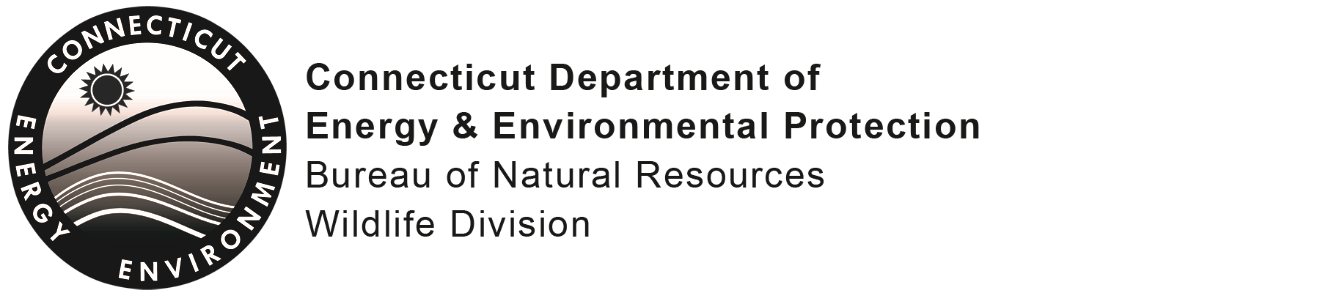 CONNECTICUT
ENERGY
ENVIRONMENT
Connecticut Department of
Energy & Environmental Protection
Bureau of Natural Resources
Wildlife Division